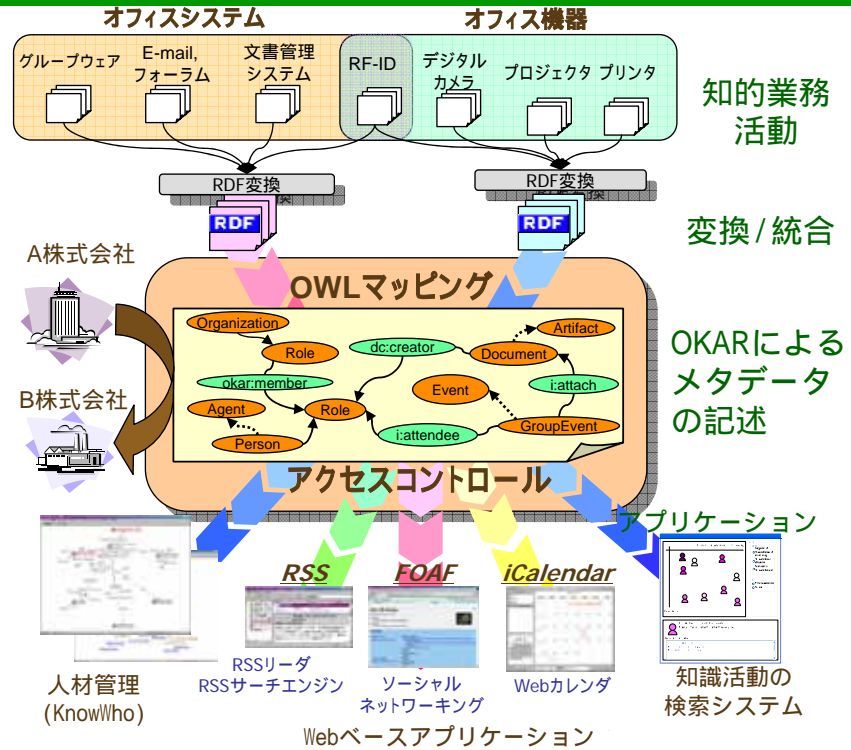 オフィスシステム
オフィス機器
グループウェア
E-mail,
フォーラム
文書管理
システム
RF-ID
デジタル
カメラ
プロジェクタ
プリンタ
知的業務
活動
RDF変換
RDF変換
RDF
RDF
変換/統合
A株式会社
B株式会社
OWLマッピング
Organization
Role
dc:creator
Document
Artifact
okar:member
Event
i:attach
Agent
Role
Person
i:attendee
GroupEvent
アクセスコントロール
OKARによる
メタデータ
の記述
アプリケーション
RSS
FOAF
iCalendar
RSSリーダ
RSSサーチエンジン
ソーシャル
ネットワーキング
Webカレンダ
人材管理
(KnowWho)
知識活動の
検索システム
Webベースアプリケーション